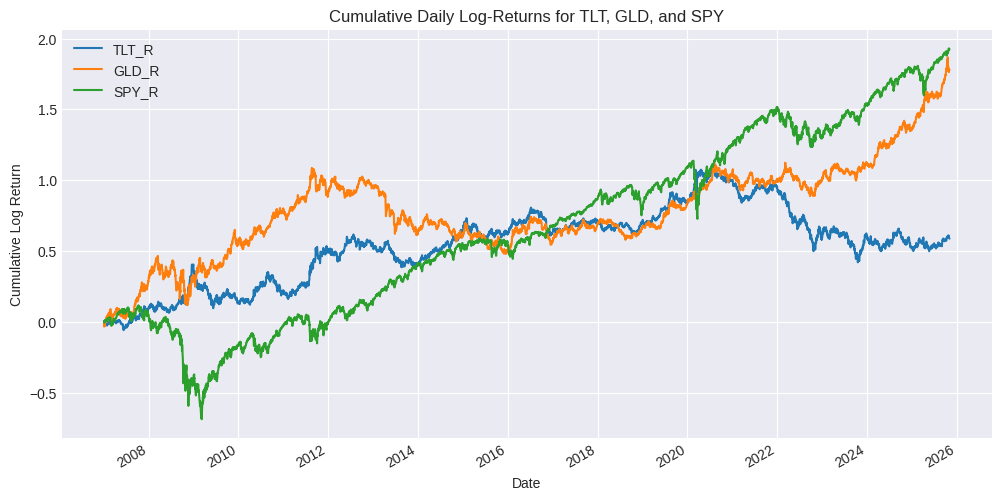 Cumulative Daily Log-Returns for TLT, GLD, and SPY
TLT_R
GLD_R
SPY_R
2.0
1.5
1.0
0.5
0.0
−0.5
Cumulative Log Return
2008 2010 2012 2014 2016 2018 2020 2022 2024 2026
Date